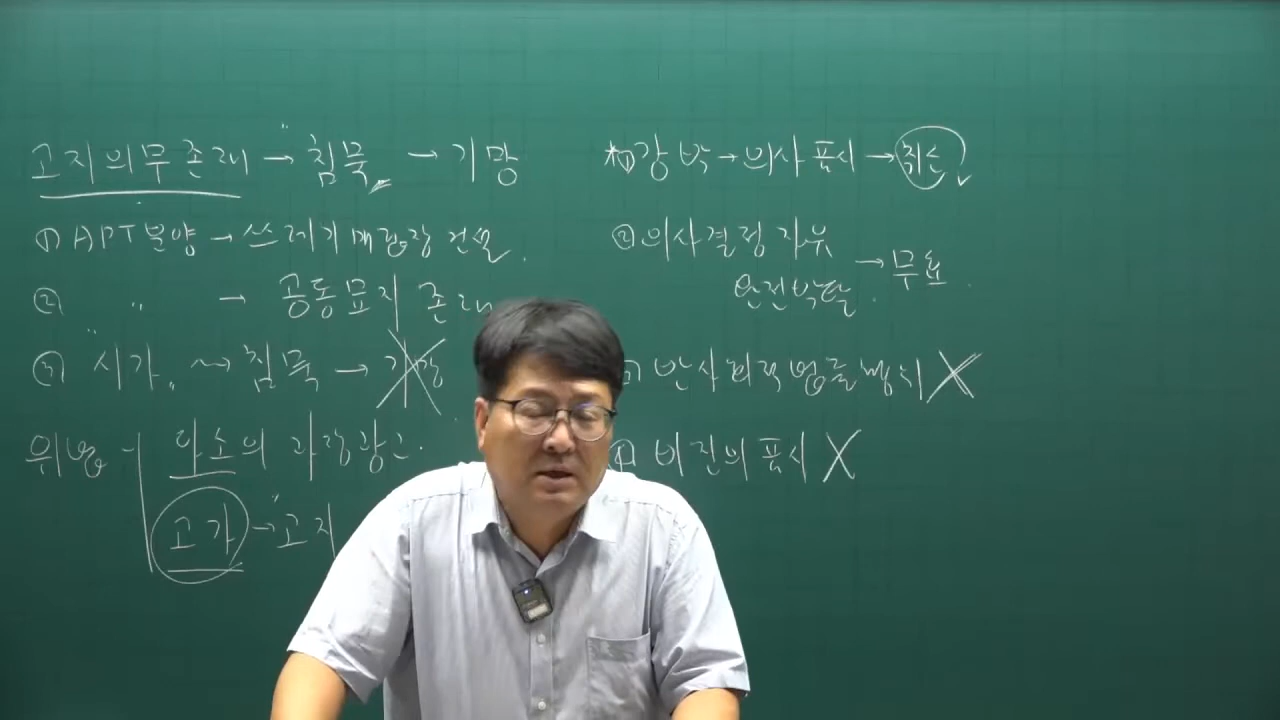 고지의무 존재 → 침묵 → 기망
① APT 분양 → 쓰레기 매립장 건설.
② 〃 → 공동묘지 존재
③ 시가 → 침묵 → 기망
위법 다소의 과장광고.
고가 → 고지
*① 강박 → 의사표시 → 취소
② 의사결정 자유
완전박탈. → 무효.
③ 반사회적 법률행위 X
④ 비진의 표시 X